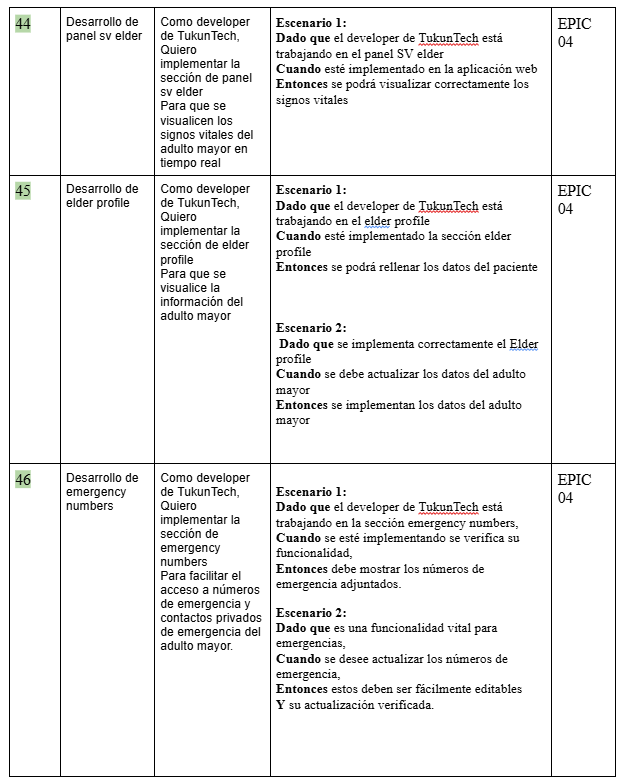 44
Desarrollo de
panel sv elder
Como developer
de TukunTech,
Quiero
implementar la
sección de panel
sv elder
Para que se
visualicen los
signos vitales del
adulto mayor en
tiempo real
Escenario 1:
Dado que el developer de TukunTech está
trabajando en el panel SV elder
Cuando esté implementado en la aplicación web
Entonces se podrá visualizar correctamente los
signos vitales
EPIC
04
45
Desarrollo de
elder profile
Como developer
de TukunTech,
Quiero
implementar la
sección de elder
profile
Para que se
visualice la
información del
adulto mayor
Escenario 1:
Dado que el developer de TukunTech está
trabajando en el elder profile
Cuando esté implementado la sección elder
profile
Entonces se podrá rellenar los datos del paciente
Escenario 2:
Dado que se implementa correctamente el Elder
profile
Cuando se debe actualizar los datos del adulto
mayor
Entonces se implementan los datos del adulto
mayor
EPIC
04
46
Desarrollo de
emergency
numbers
Como developer
de TukunTech,
Quiero
implementar la
sección de
emergency
numbers
Para facilitar el
acceso a números
de emergencia y
contactos privados
de emergencia del
adulto mayor.
Escenario 1:
Dado que el developer de TukunTech está
trabajando en la sección emergency numbers,
Cuando se esté implementando se verifica su
funcionalidad,
Entonces debe mostrar los números de
emergencia adjuntados.
Escenario 2:
Dado que es una funcionalidad vital para
emergencias,
Cuando se desee actualizar los números de
emergencia,
Entonces estos deben ser fácilmente editables
Y su actualización verificada.
EPIC
04